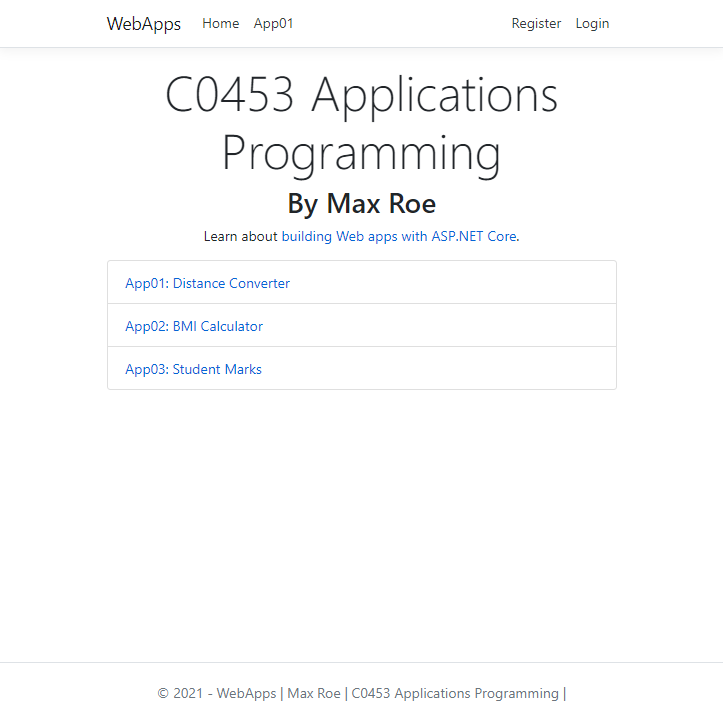 WebApps Home App01 Register Login
C0453 Applications
Programming
By Max Roe
Learn about building Web apps with ASP.NET Core.
App01: Distance Converter
App02: BMI Calculator
App03: Student Marks
© 2021 - WebApps | Max Roe | C0453 Applications Programming |